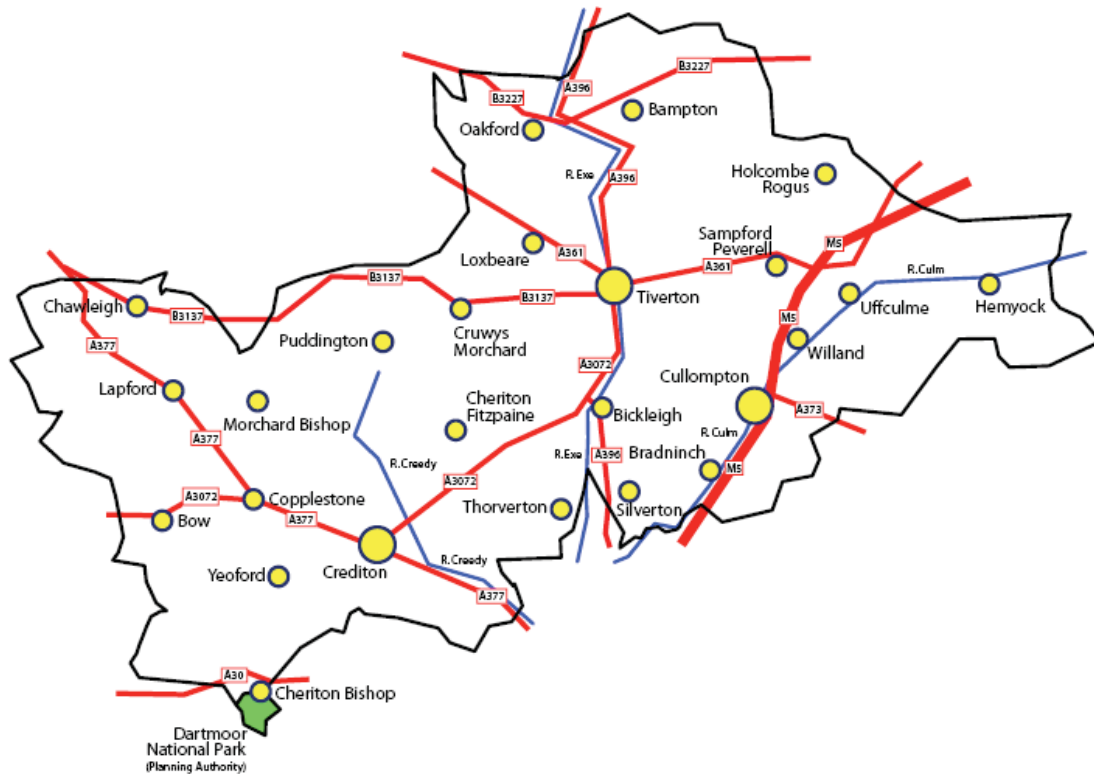 B3227
A396
B3227
Bampton
Oakford
R.Exe
A396
Holcombe
Rogus
Sampford
Peverell
M5
A361
Loxbeare
A361
R.Culm
B3137
Tiverton
Chawleigh
B3137
B3137
Cruwys
Morchard
Uffculme
Hemyock
M5
Puddington
A377
A3072
Willand
Lapford
Cullompton
Cheriton
Fitzpaine
Morchard Bishop
Bickleigh
A373
A377
R.Culm
R.Creedy
R.Exe
A396
Bradninch
M5
A3072
A3072
Copplestone
Thorverton
Silverton
Bow
A377
R.Creedy
Yeoford
Crediton
A377
A30
Cheriton Bishop
Dartmoor
National Park
(Planning Authority)